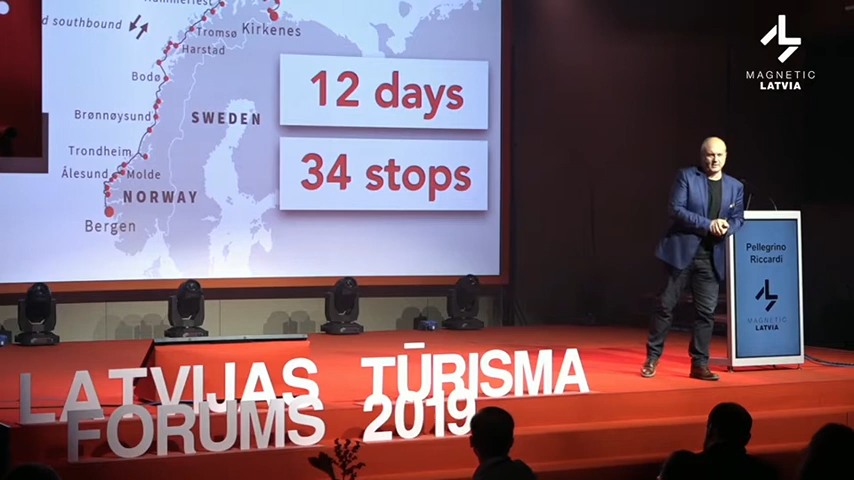 Hammerfest
d southbound
Tromsø
Kirkenes
Harstad
Bodø
Brønnøysund
SWEDEN
Trondheim
Ålesund
Molde
NORWAY
Bergen
12 days
34 stops
MAGNETIC
LATVIA
Pellegrino
Riccardi
MAGNETIC
LATVIA
LATVIJAS TŪRISMA
FORUMS 2019